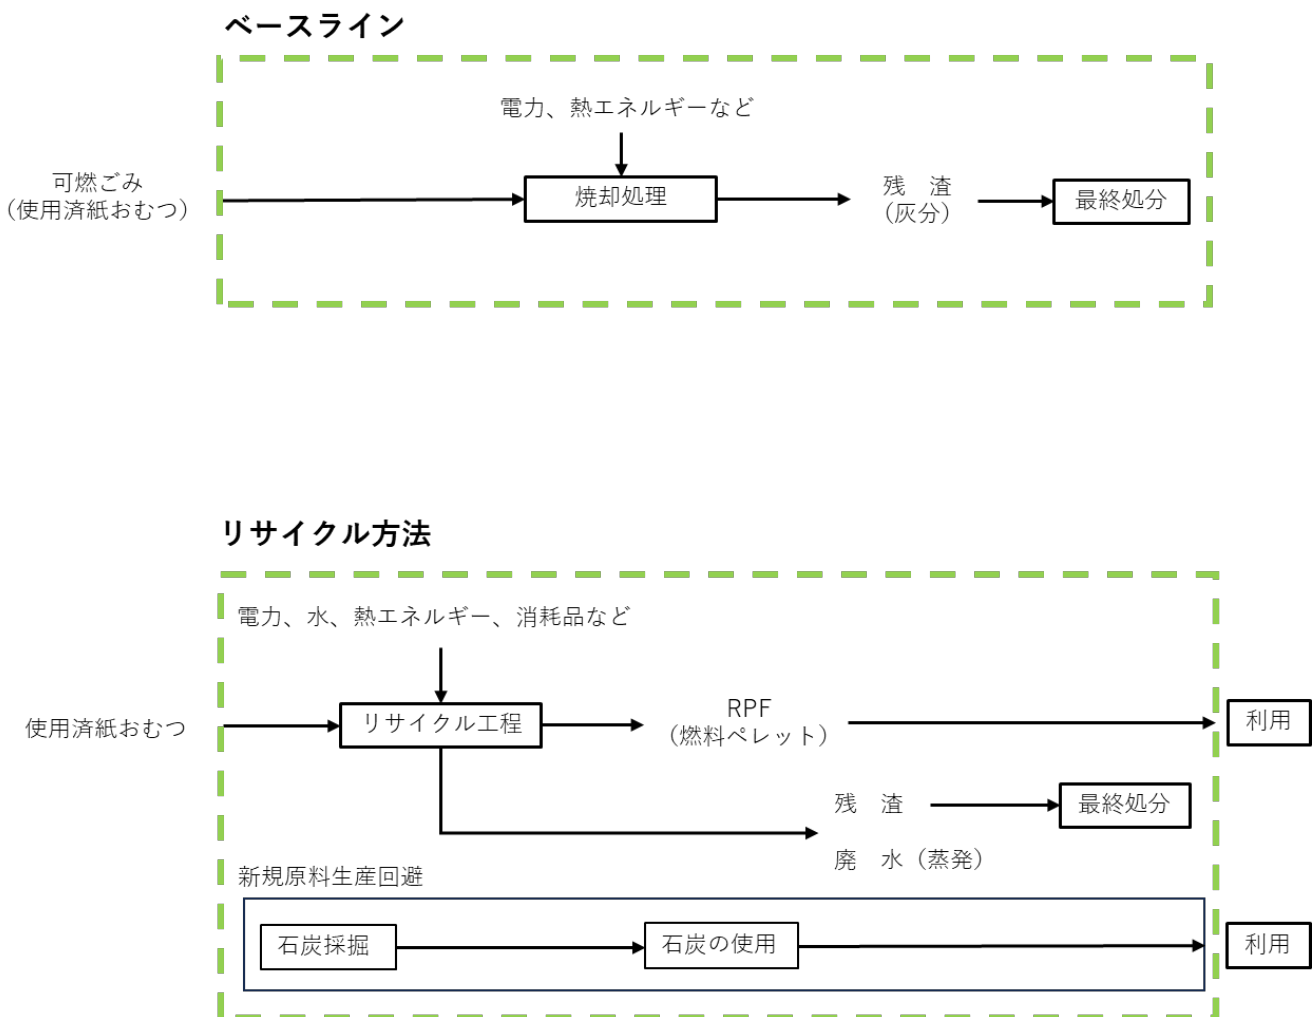 ベースライン
電力、熱エネルギーなど
可燃ごみ
（使用済紙おむつ）
焼却処理
残　渣
（灰分）
最終処分
リサイクル方法
電力、水、熱エネルギー、消耗品など
使用済紙おむつ
リサイクル工程
RPF
（燃料ペレット）
利用
残　渣
最終処分
廃　水（蒸発）
新規原料生産回避
石炭採掘
石炭の使用
利用